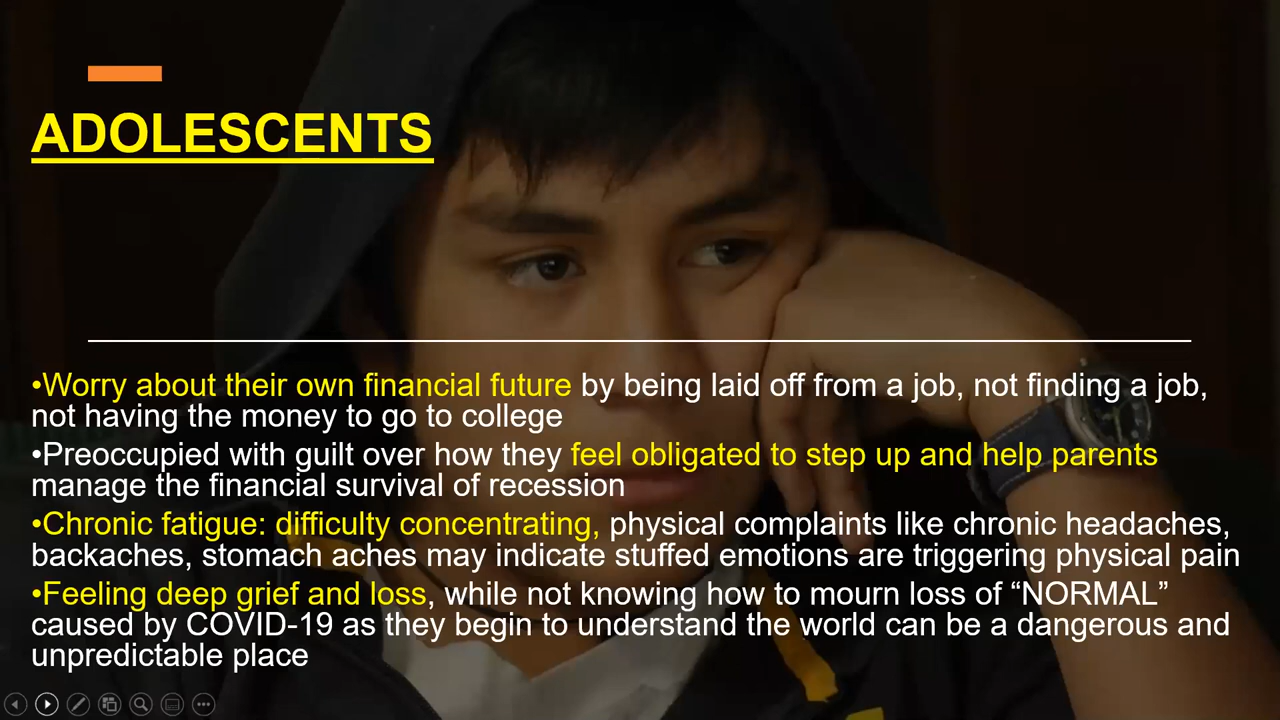 ADOLESCENTS
•Worry about their own financial future by being laid off from a job, not finding a job,
not having the money to go to college
•Preoccupied with guilt over how they feel obligated to step up and help parents
manage the financial survival of recession
•Chronic fatigue: difficulty concentrating, physical complaints like chronic headaches,
backaches, stomach aches may indicate stuffed emotions are triggering physical pain
•Feeling deep grief and loss, while not knowing how to mourn loss of “NORMAL”
caused by COVID-19 as they begin to understand the world can be a dangerous and
unpredictable place